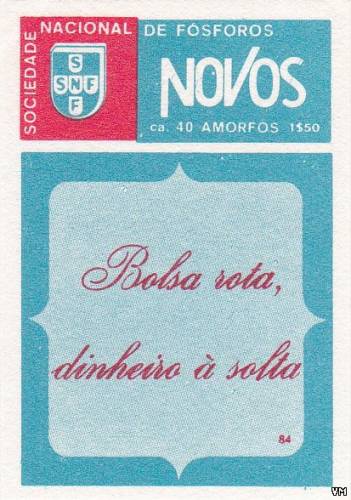 SOCIEDADE NACIONAL DE FÓSFOROS
S
SNF
F
NOVOS
ca. 40 AMORFOS 1$50
Bolsa rota,
dinheiro à solta
84
VM